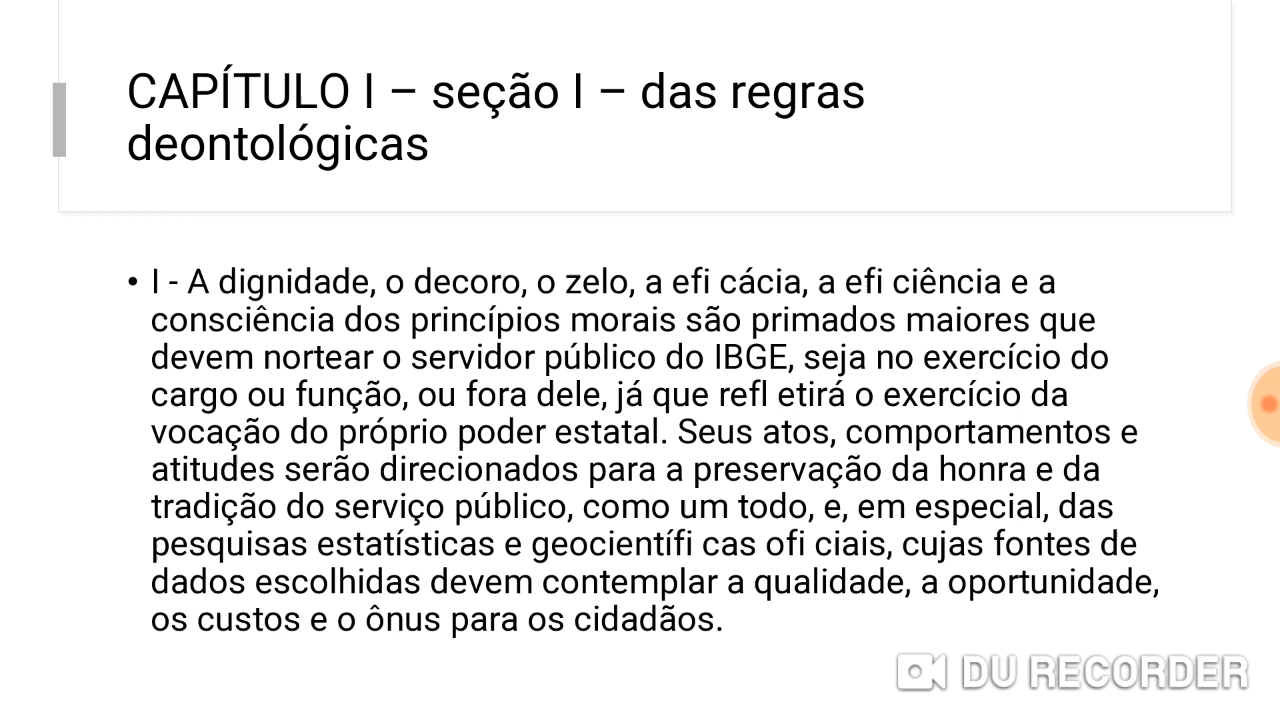 CAPÍTULO I – seção I – das regras
deontológicas
• I - A dignidade, o decoro, o zelo, a efi cácia, a efi ciência e a
consciência dos princípios morais são primados maiores que
devem nortear o servidor público do IBGE, seja no exercício do
cargo ou função, ou fora dele, já que refl etirá o exercício da
vocação do próprio poder estatal. Seus atos, comportamentos e
atitudes serão direcionados para a preservação da honra e da
tradição do serviço público, como um todo, e, em especial, das
pesquisas estatísticas e geocientífi cas ofi ciais, cujas fontes de
dados escolhidas devem contemplar a qualidade, a oportunidade,
os custos e o ônus para os cidadãos.
DU RECORDER